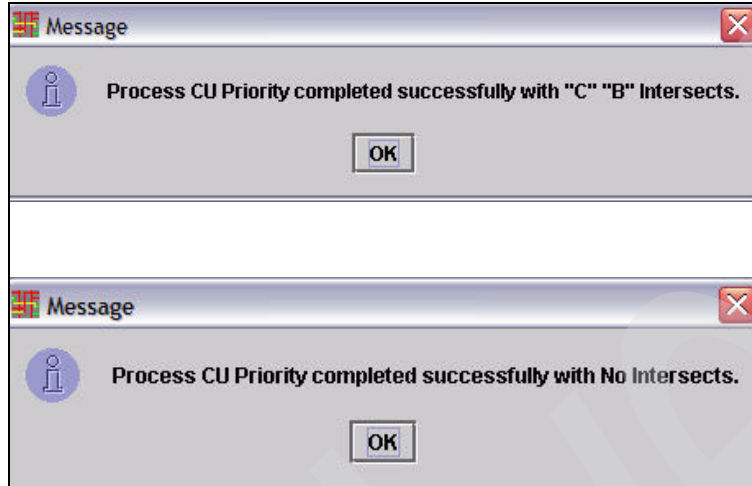 Message
Process CU Priority completed successfully with "C" "B" Intersects.
OK
Message
Process CU Priority completed successfully with No Intersects.
OK